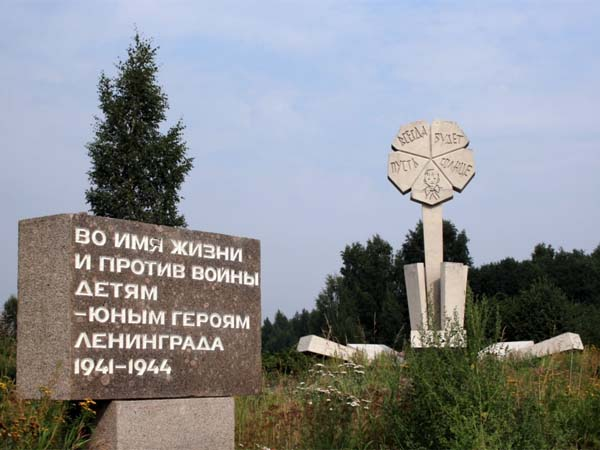 ВО ИМЯ ЖИЗНИ
И ПРОТИВ ВОЙНЫ
ДЕТЯМ
-ЮНЫМ ГЕРОЯМ
ЛЕНИНГРАДА
1941-1944
ПУСТЬ
ВСЕГДА
БУДЕТ
СОЛНЦЕ